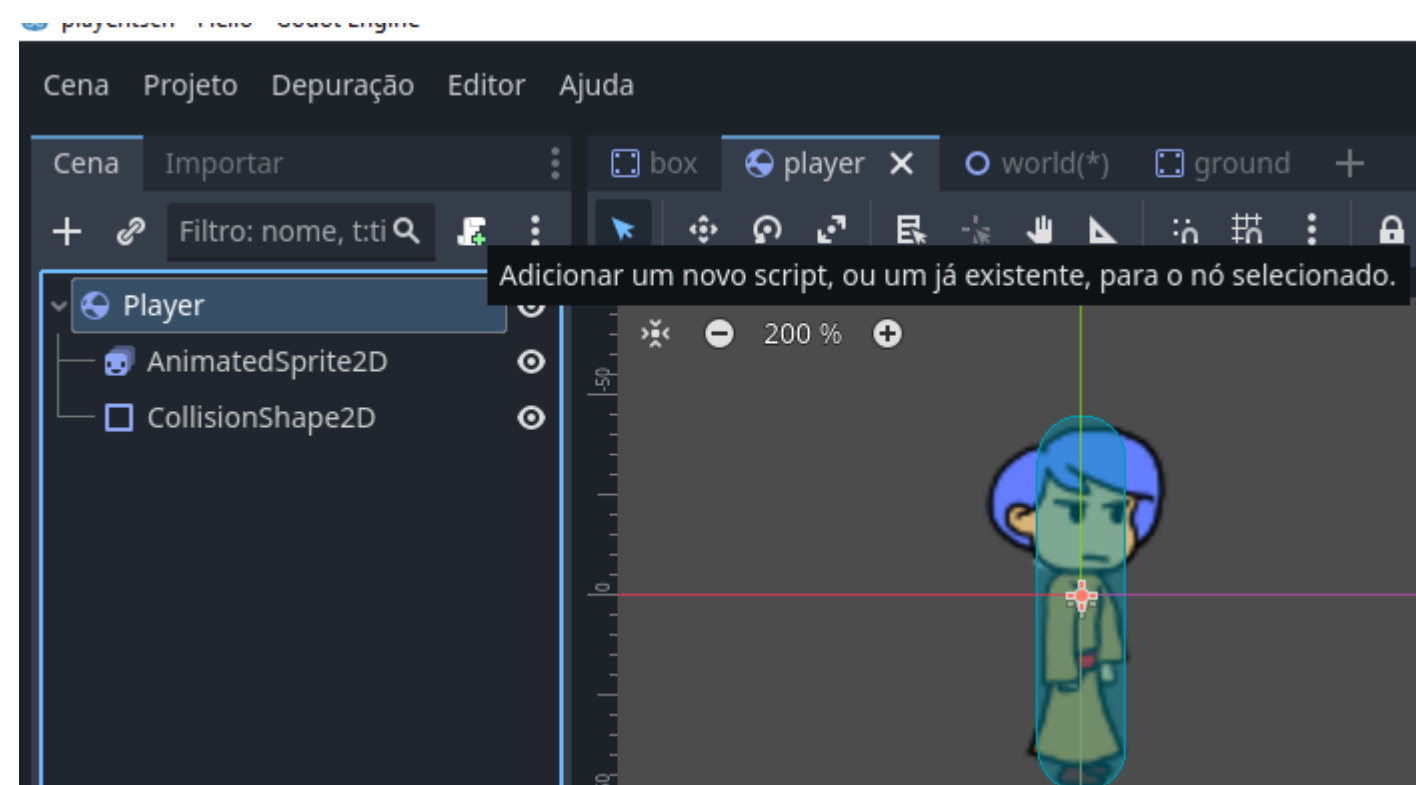 Cena Projeto Depuração Editor Ajuda
Cena Importar
box player world(*) ground
Filtro: nome, t:ti
Adicionar um novo script, ou um já existente, para o nó selecionado.
Player
200 %
AnimatedSprite2D
-50
CollisionShape2D
0